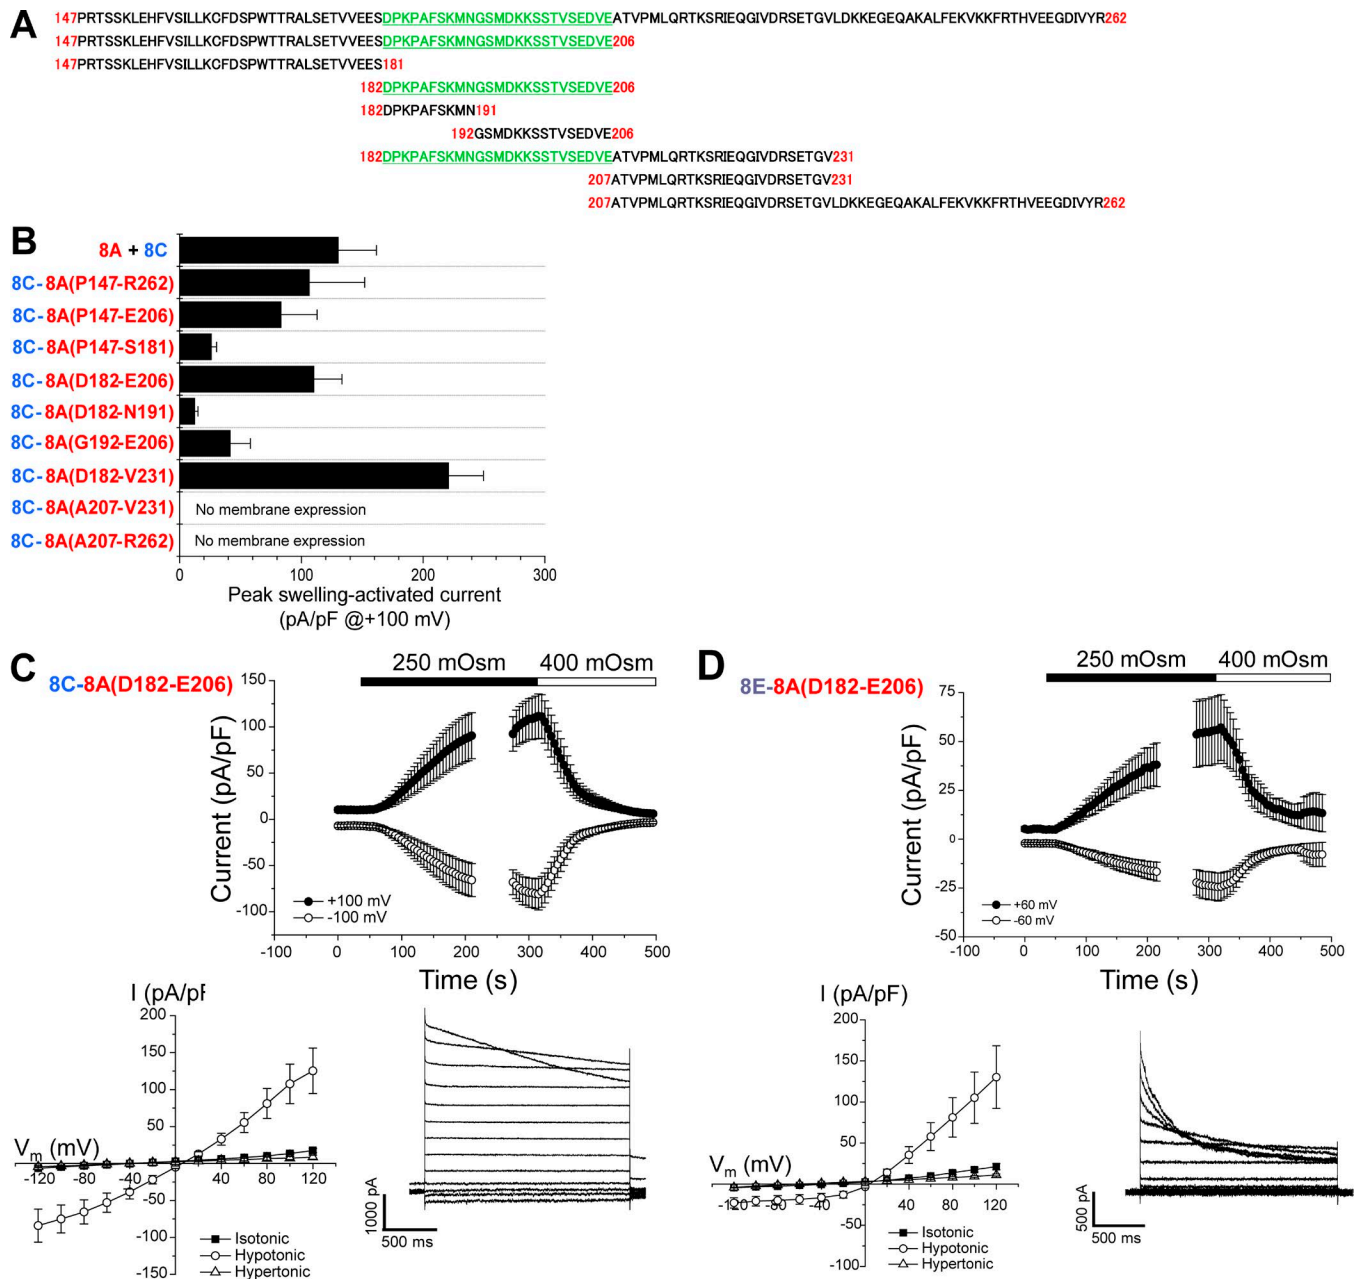 A
147PRTSSKLEHFVSILLKCFDSPWTTRALSETVVEESDPKPAFSKMNGSMDKKSSTVSEDVEATVPMLQRTKSRIEQGIVDRSETGVLDKKEGEQAKALFEKVKKFRTHVEEGDIVYR262
147PRTSSKLEHFVSILLKCFDSPWTTRALSETVVEESDPKPAFSKMNGSMDKKSSTVSEDVE206
147PRTSSKLEHFVSILLKCFDSPWTTRALSETVVEES181
182DPKPAFSKMNGSMDKKSSTVSEDVE206
182DPKPAFSKMN191
192GSMDKKSSTVSEDVE206
182DPKPAFSKMNGSMDKKSSTVSEDVEATVPMLQRTKSRIEQGIVDRSETGV231
207ATVPMLQRTKSRIEQGIVDRSETGV231
207ATVPMLQRTKSRIEQGIVDRSETGVLDKKEGEQAKALFEKVKKFRTHVEEGDIVYR262
B
8A + 8C
8C-8A(P147-R262)
8C-8A(P147-E206)
8C-8A(P147-S181)
8C-8A(D182-E206)
8C-8A(D182-N191)
8C-8A(G192-E206)
8C-8A(D182-V231)
8C-8A(A207-V231) No membrane expression
8C-8A(A207-R262) No membrane expression
0 100 200 300
Peak swelling-activated current
(pA/pF @+100 mV)
C
8C-8A(D182-E206)
250 mOsm 400 mOsm
Current (pA/pF)
150
100
50
0
-50
-100
+100 mV
-100 mV
-100 0 100 200 300 400 500
Time (s)
I (pA/pF
200
150
100
50
-50
-100
-150
Vm (mV)
-120 -80 -40 40 80 120
Isotonic
Hypotonic
Hypertonic
1000 pA
500 ms
D
8E-8A(D182-E206)
250 mOsm 400 mOsm
Current (pA/pF)
75
50
25
0
-25
-50
+60 mV
-60 mV
-100 0 100 200 300 400 500
Time (s)
I (pA/pF)
200
150
100
50
-50
-100
Vm (mV)
-120 -80 -40 40 80 120
Isotonic
Hypotonic
Hypertonic
500 pA
500 ms